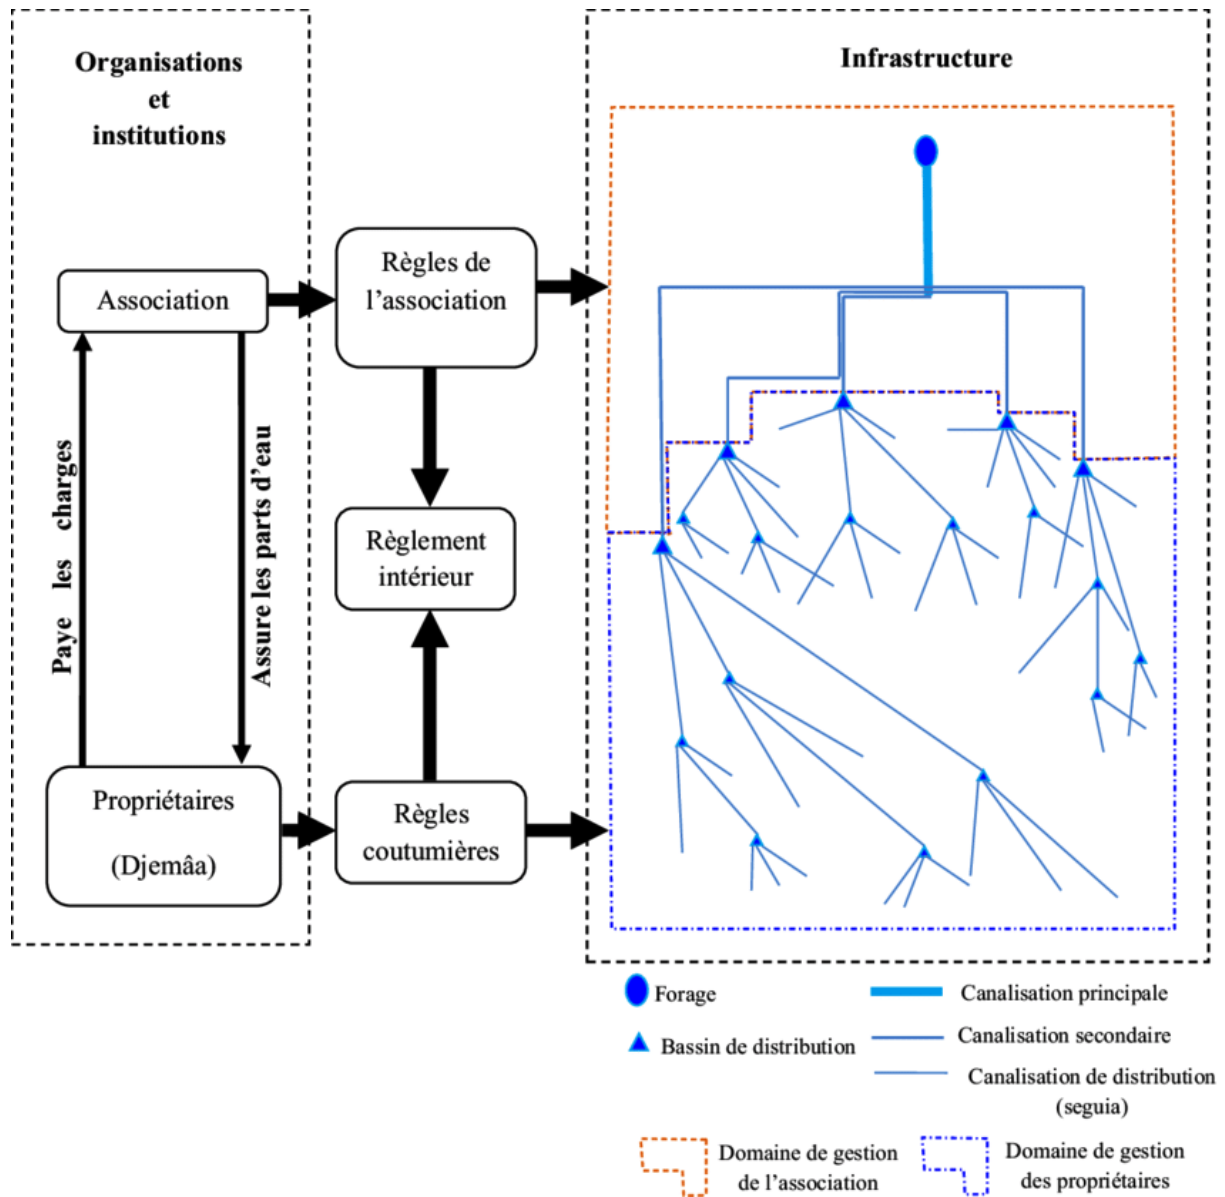 Organisations
et
institutions
Infrastructure
Association
Règles de
l’association
Paye les charges
Assure les parts d’eau
Règlement
intérieur
Propriétaires
(Djemâa)
Règles
coutumières
Forage
Canalisation principale
Bassin de distribution
Canalisation secondaire
Canalisation de distribution
(seguia)
Domaine de gestion
de l’association
Domaine de gestion
des propriétaires